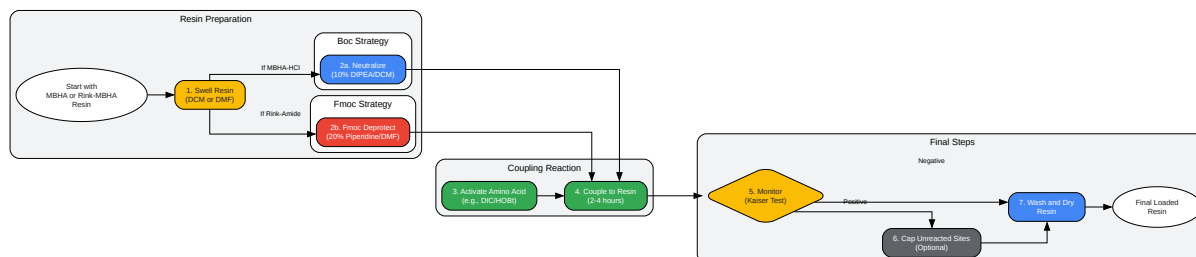 Resin Preparation
Start with
MBHA or Rink-MBHA
Resin
1. Swell Resin
(DCM or DMF)
If MBHA-HCl
If Rink-Amide
Boc Strategy
2a. Neutralize
(10% DIPEA/DCM)
Fmoc Strategy
2b. Fmoc Deprotect
(20% Piperidine/DMF)
Coupling Reaction
3. Activate Amino Acid
(e.g., DIC/HOBt)
4. Couple to Resin
(2-4 hours)
Final Steps
Negative
5. Monitor
(Kaiser Test)
Positive
6. Cap Unreacted Sites
(Optional)
7. Wash and Dry
Resin
Final Loaded
Resin